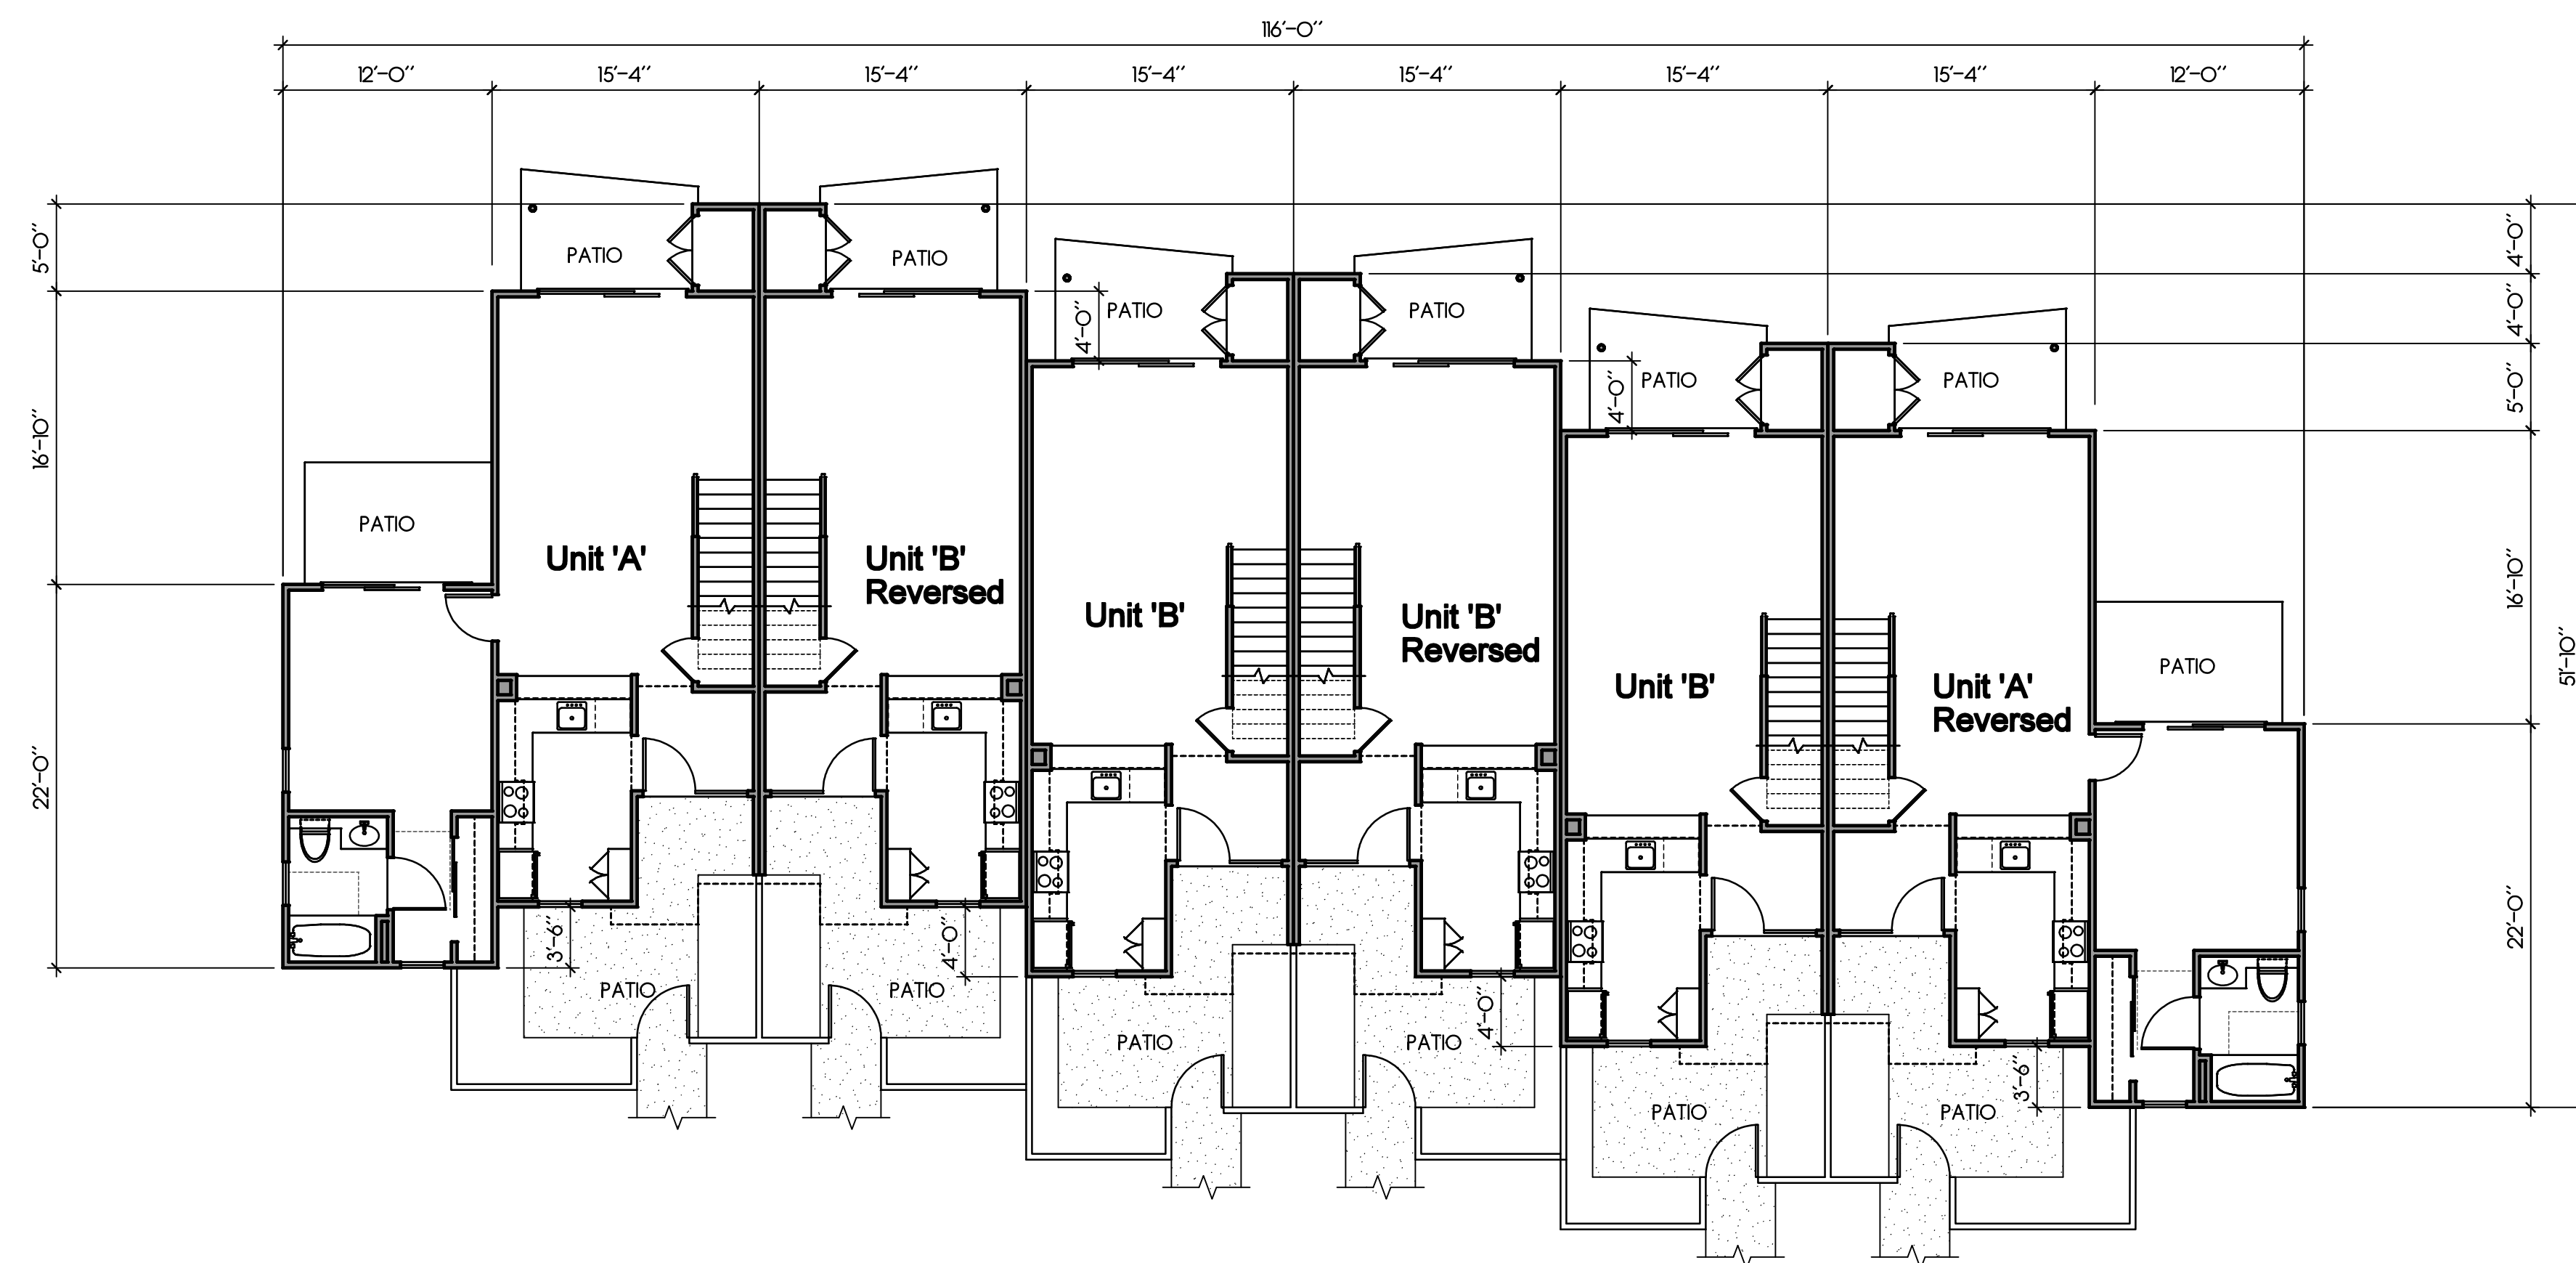 116'-0"
12'-0" 15'-4" 15'-4" 15'-4" 15'-4" 15'-4" 15'-4" 12'-0"
5'-0"
16'-10"
22'-0"
4'-0"
4'-0"
5'-0"
16'-10"
22'-0"
51'-10"
PATIO
PATIO
PATIO
PATIO
4'-0"
PATIO
PATIO
4'-0"
PATIO
PATIO
PATIO
Unit 'A'
Unit 'B'
Reversed
Unit 'B'
Unit 'B'
Reversed
Unit 'B'
Unit 'A'
Reversed
3'-6"
4'-0"
PATIO
PATIO
4'-0"
PATIO
PATIO
3'-6"
PATIO
PATIO